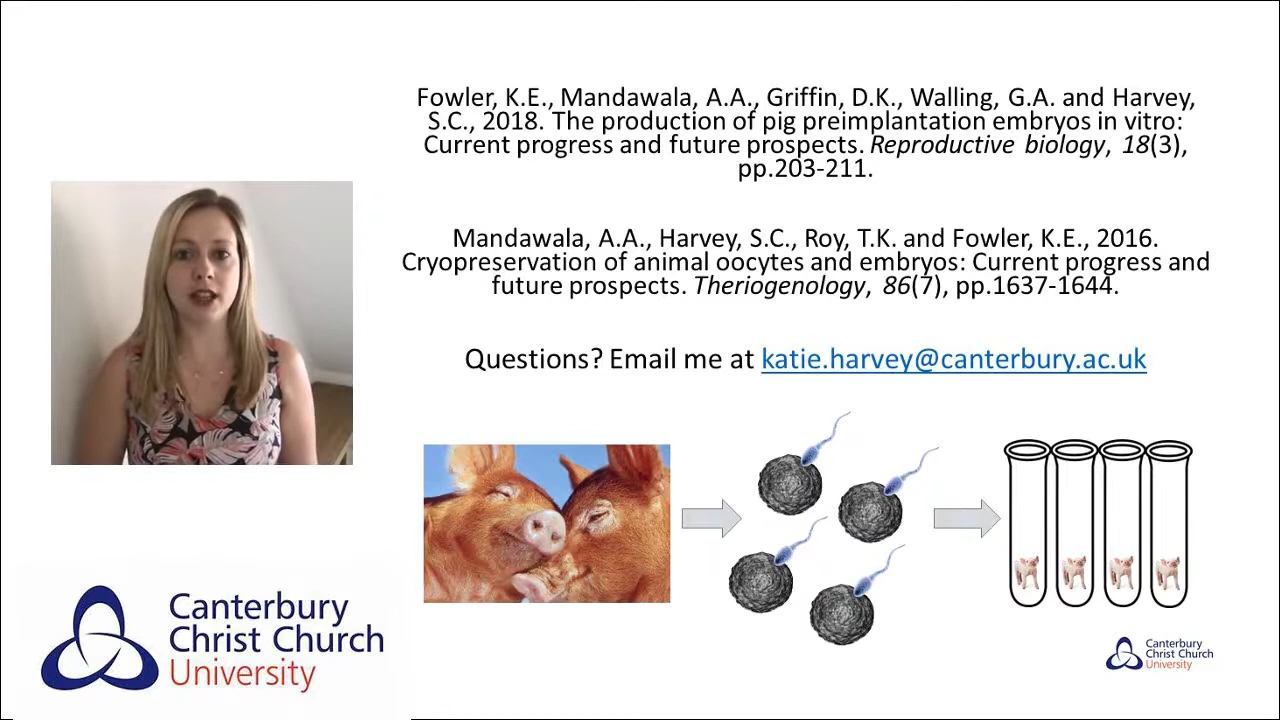 Fowler, K.E., Mandawala, A.A., Griffin, D.K., Walling, G.A. and Harvey,
S.C., 2018. The production of pig preimplantation embryos in vitro:
Current progress and future prospects. Reproductive biology, 18(3),
pp.203-211.
Mandawala, A.A., Harvey, S.C., Roy, T.K. and Fowler, K.E., 2016.
Cryopreservation of animal oocytes and embryos: Current progress and
future prospects. Theriogenology, 86(7), pp.1637-1644.
Questions? Email me at katie.harvey@canterbury.ac.uk
Canterbury
Christ Church
University
Canterbury
Christ Church
University